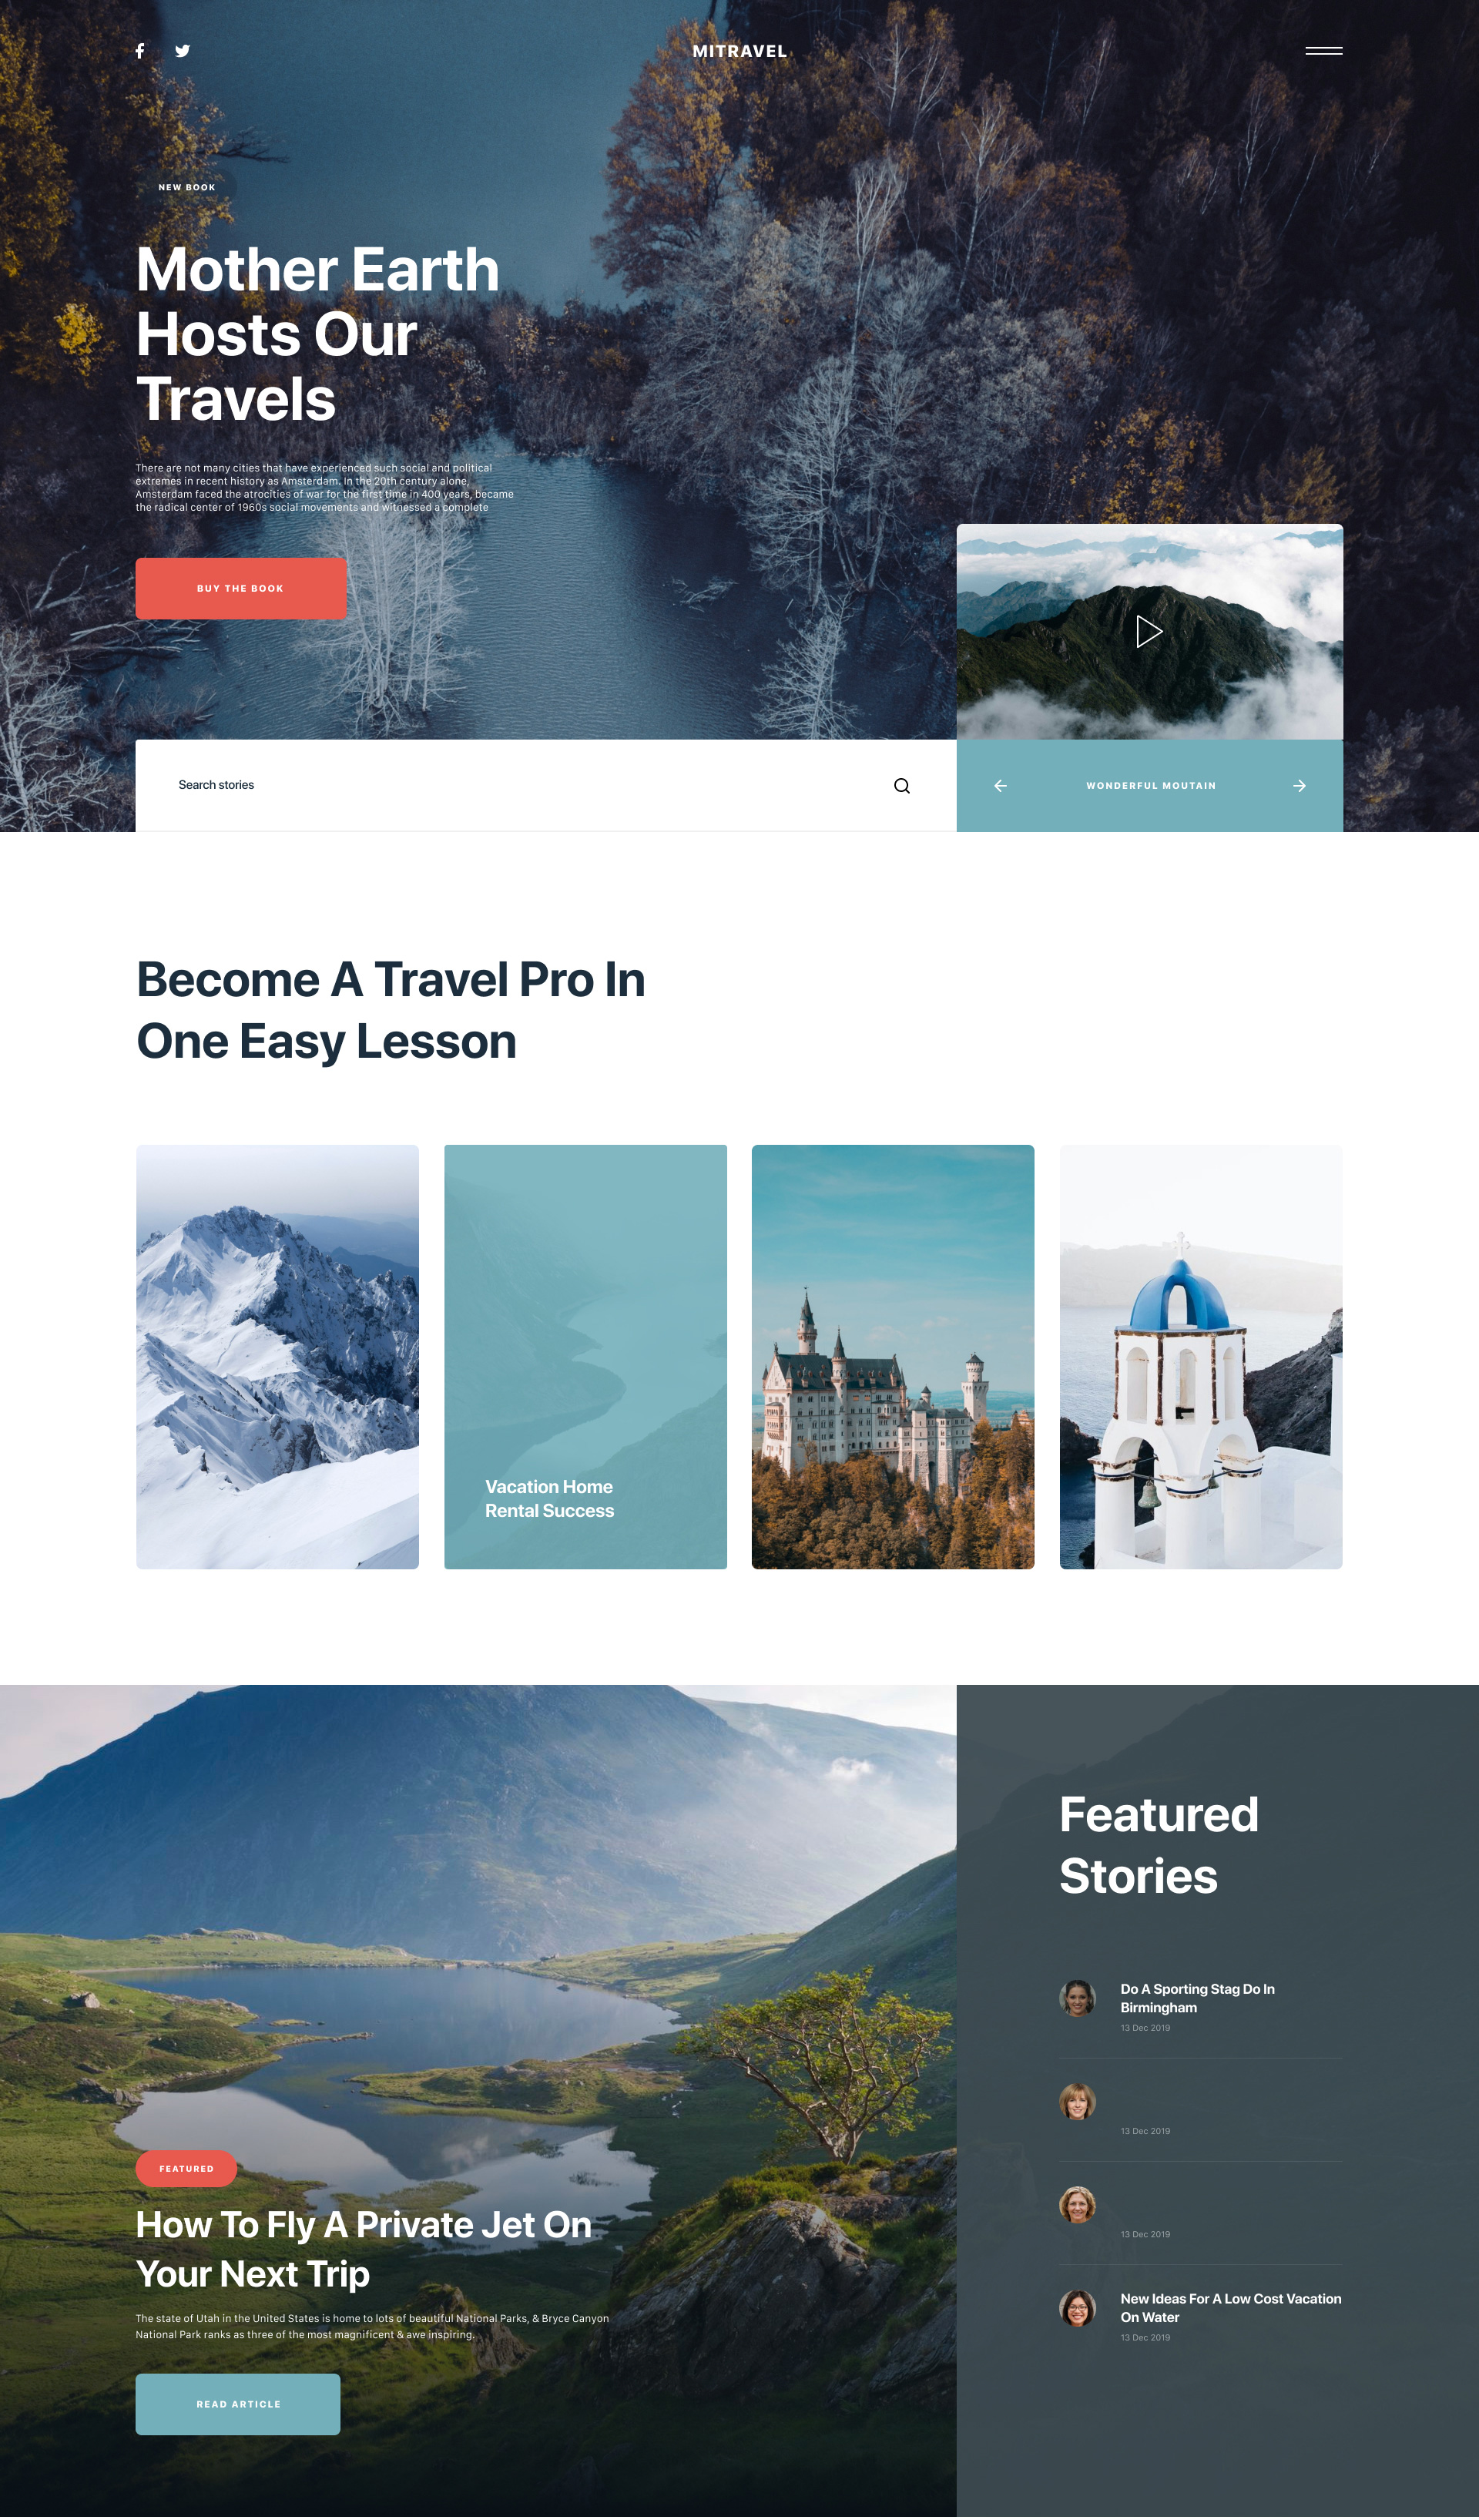 MITRAVEL
NEW BOOK
Mother Earth
Hosts Our
Travels
There are not many cities that have experienced such social and political
extremes in recent history as Amsterdam. In the 20th century alone,
Amsterdam faced the atrocities of war for the first time in 400 years, became
the radical center of 1960s social movements and witnessed a complete
BUY THE BOOK
Search stories
WONDERFUL MOUTAIN
Become A Travel Pro In
One Easy Lesson
Vacation Home
Rental Success
FEATURED
How To Fly A Private Jet On
Your Next Trip
The state of Utah in the United States is home to lots of beautiful National Parks, & Bryce Canyon
National Park ranks as three of the most magnificent & awe inspiring.
READ ARTICLE
Featured
Stories
Do A Sporting Stag Do In
Birmingham
13 Dec 2019
13 Dec 2019
13 Dec 2019
New Ideas For A Low Cost Vacation
On Water
13 Dec 2019